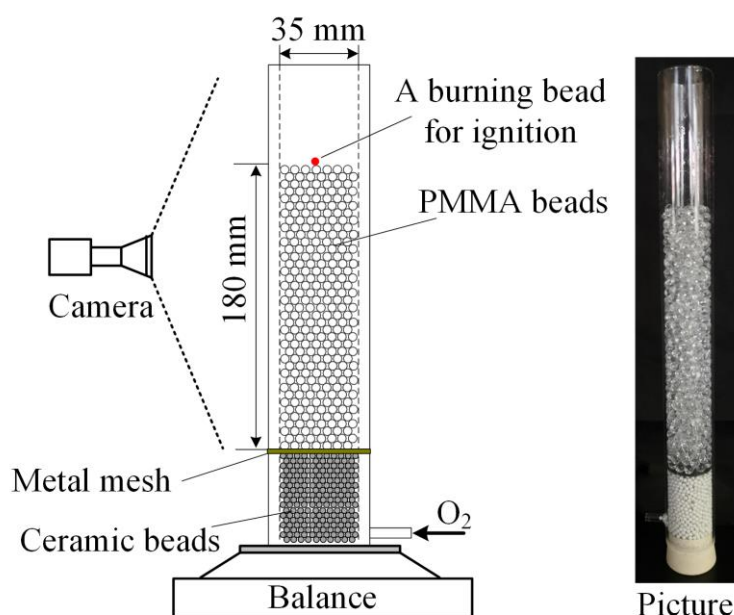 35 mm
A burning bead
for ignition
PMMA beads
180 mm
Camera
Metal mesh
Ceramic beads
O₂
Balance
Picture